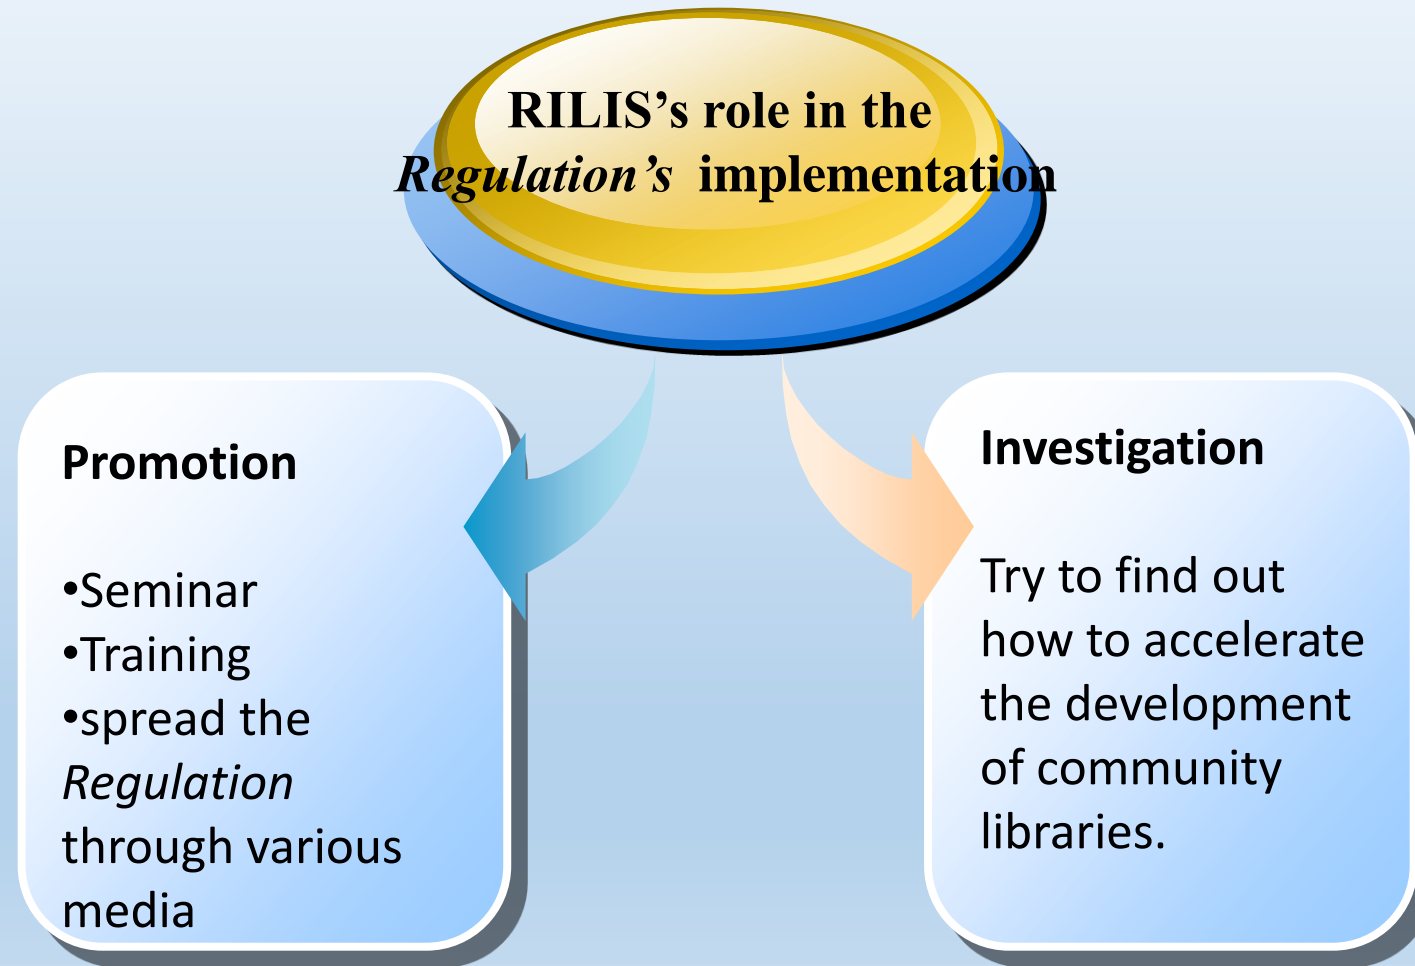 RILIS’s role in the
Regulation’s implementation
Promotion
•Seminar
•Training
•spread the
Regulation
through various
media
Investigation
Try to find out
how to accelerate
the development
of community
libraries.